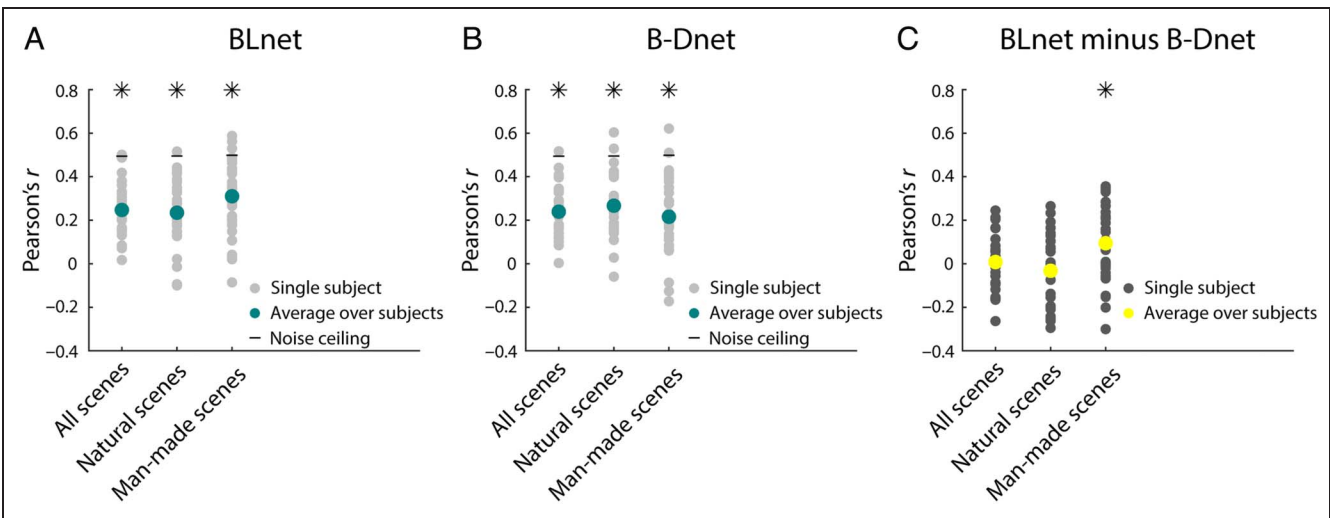 A BLnet
Pearson's r
0.8
0.6
0.4
0.2
0
−0.2
−0.4
* * *
Single subject
Average over subjects
Noise ceiling
All scenes
Natural scenes
Man-made scenes
B B-Dnet
Pearson's r
0.8
0.6
0.4
0.2
0
−0.2
−0.4
* * *
Single subject
Average over subjects
Noise ceiling
All scenes
Natural scenes
Man-made scenes
C BLnet minus B-Dnet
Pearson's r
0.8
0.6
0.4
0.2
0
−0.2
−0.4
*
Single subject
Average over subjects
All scenes
Natural scenes
Man-made scenes